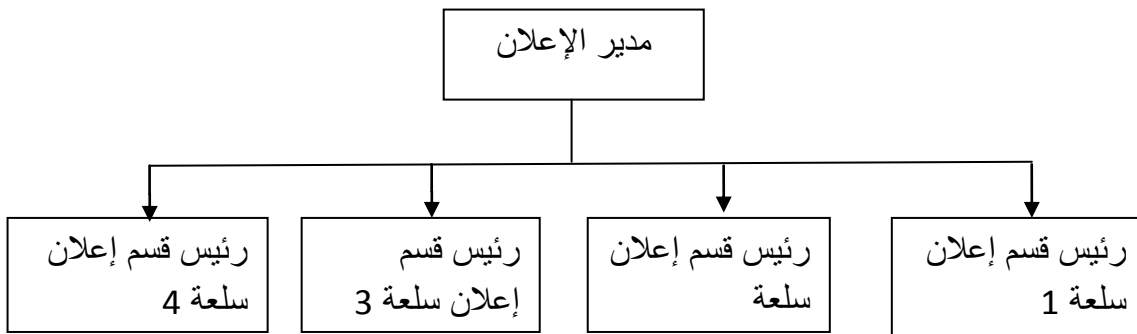 مدير الإعلان
رئيس قسم إعلان
سلعة 1
رئيس قسم إعلان
سلعة
رئيس قسم
إعلان سلعة 3
رئيس قسم إعلان
سلعة 4